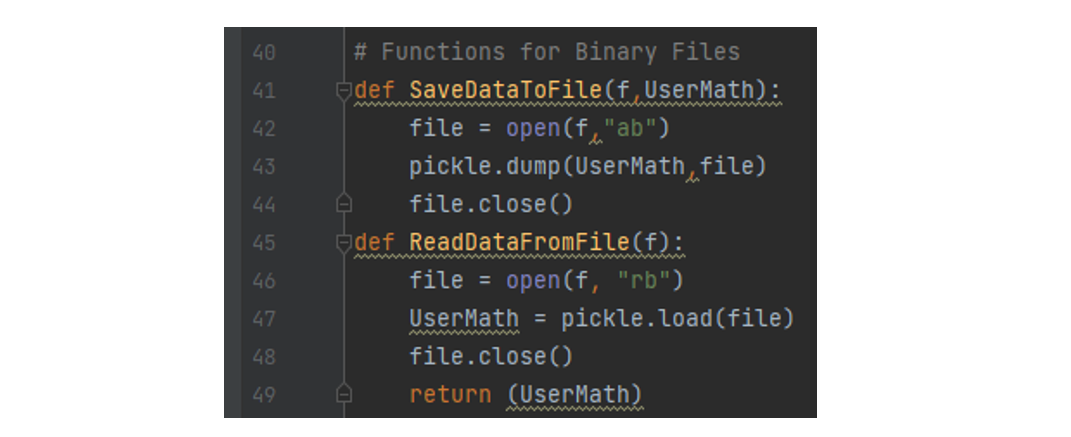 40 # Functions for Binary Files
41 def SaveDataToFile(f,UserMath):
42 file = open(f,"ab")
43 pickle.dump(UserMath,file)
44 file.close()
45 def ReadDataFromFile(f):
46 file = open(f, "rb")
47 UserMath = pickle.load(file)
48 file.close()
49 return (UserMath)